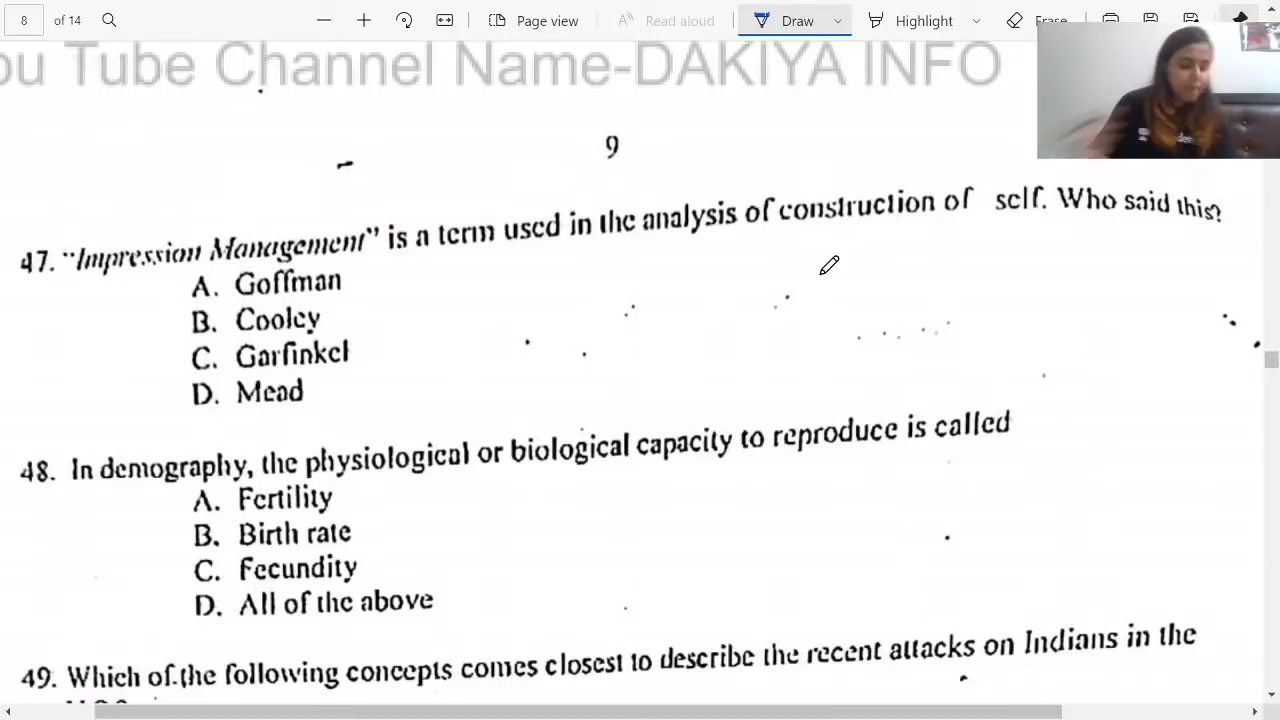 8 of 14 Page view Read aloud Draw Highlight Erase
ou Tube Channel Name-DAKIYA INFO
9
47. "Impression Management" is a term used in the analysis of construction of self. Who said this?
A. Goffman
B. Cooley
C. Garfinkel
D. Mead
48. In demography, the physiological or biological capacity to reproduce is called
A. Fertility
B. Birth rate
C. Fecundity
D. All of the above
49. Which of the following concepts comes closest to describe the recent attacks on Indians in the